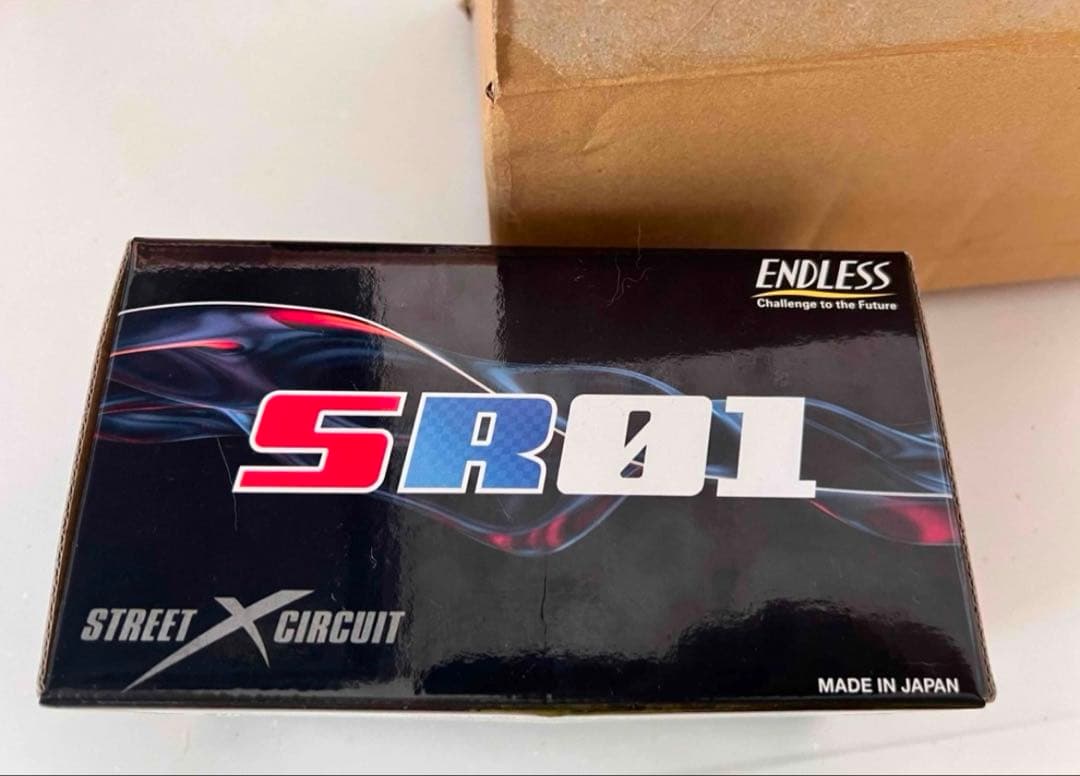 ENDLESS
Challenge to the Future
SR01
STREET X CIRCUIT
MADE IN JAPAN